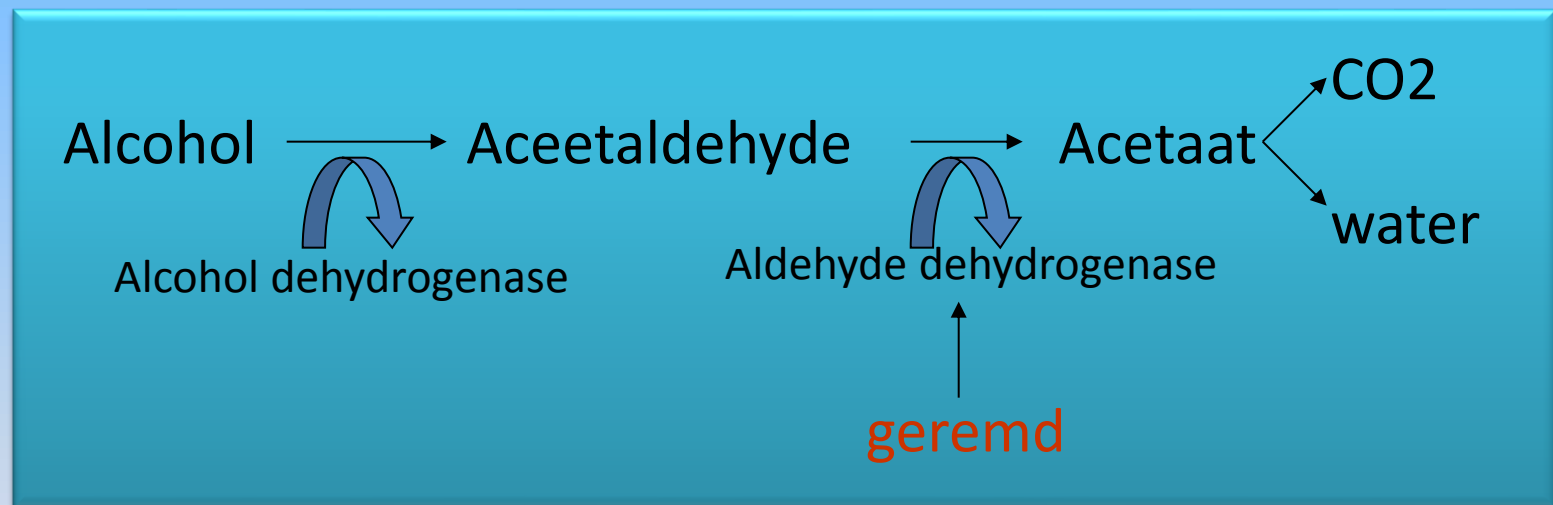 CO2
Alcohol Aceetaldehyde Acetaat
water
Alcohol dehydrogenase Aldehyde dehydrogenase
geremd